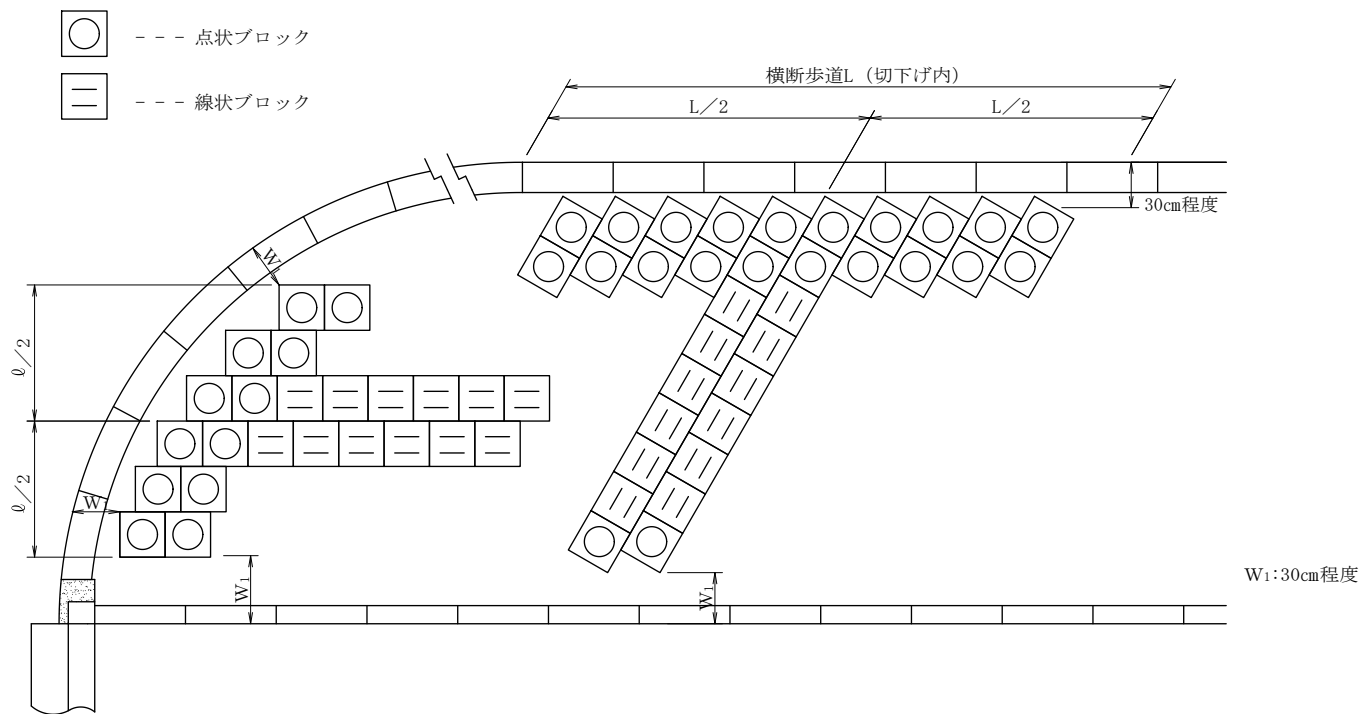 --- 点状ブロック
--- 線状ブロック
横断歩道L (切下げ内)
L/2
L/2
30㎝程度
W
ℓ/2
ℓ/2
W
W₁
W₁
W₁:30㎝程度